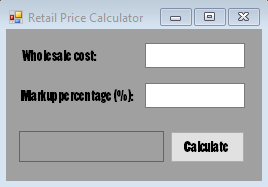 Retail Price Calculator
Wholesale cost:
Markup percentage (%):
Calculate